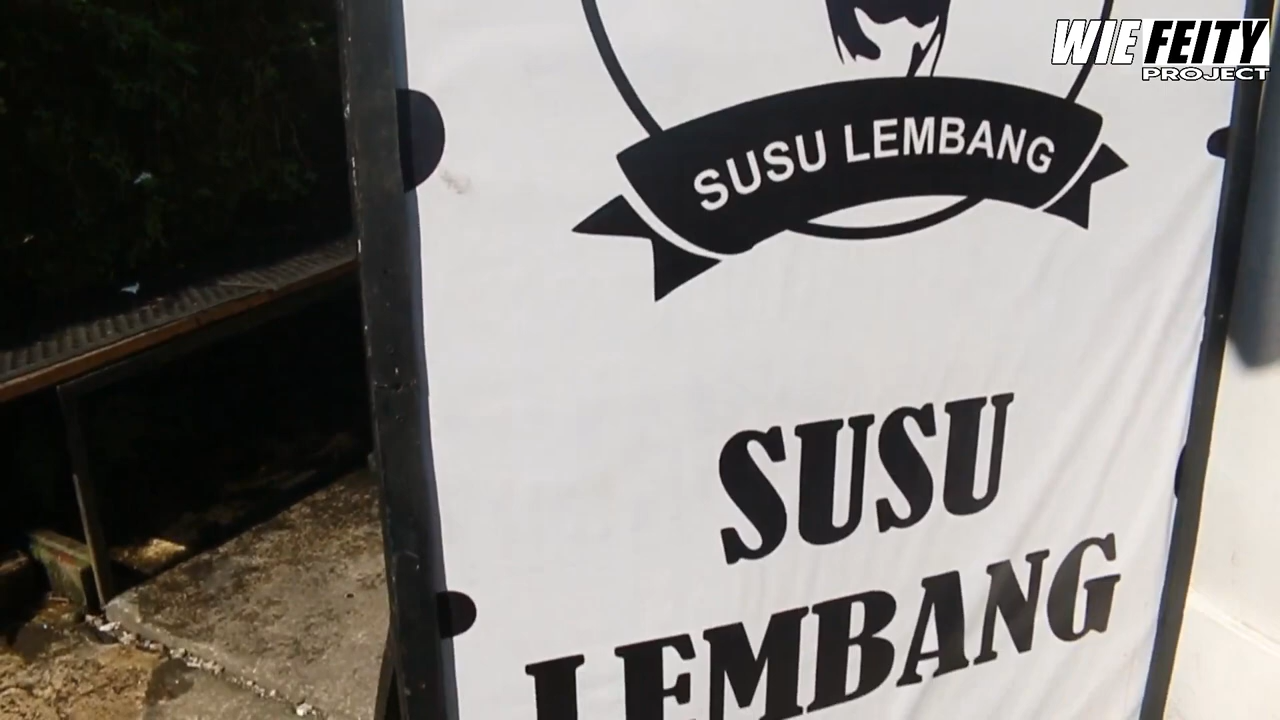 WIE FEITY
PROJECT
SUSU LEMBANG
SUSU
LEMBANG